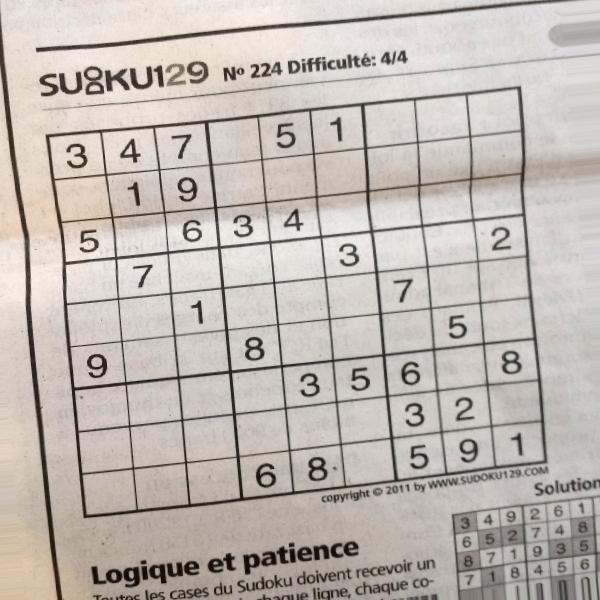 SUDOKU129 Nº 224 Difficulté: 4/4
3 4 7 5 1
1 9
5 6 3 4
7 3 2
1 7
9 8 5
3 5 6 8
3 2
6 8 5 9 1
copyright © 2011 by WWW.SUDOKU129.COM
Solution
3 4 9 2 6 1
6 5 2 7 4 8
8 7 1 9 3 5
7 1 8 4 5 6
Logique et patience
Toutes les cases du Sudoku doivent recevoir un
chaque ligne, chaque co-